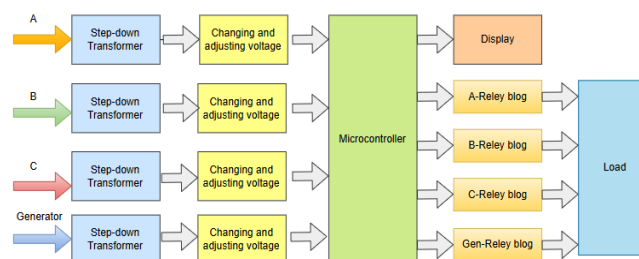 A
Step-down
Transformer
Changing and
adjusting voltage
Display
B
Step-down
Transformer
Changing and
adjusting voltage
A-Reley blog
Microcontroller
B-Reley blog
Load
C
Step-down
Transformer
Changing and
adjusting voltage
C-Reley blog
Generator
Step-down
Transformer
Changing and
adjusting voltage
Gen-Reley blog